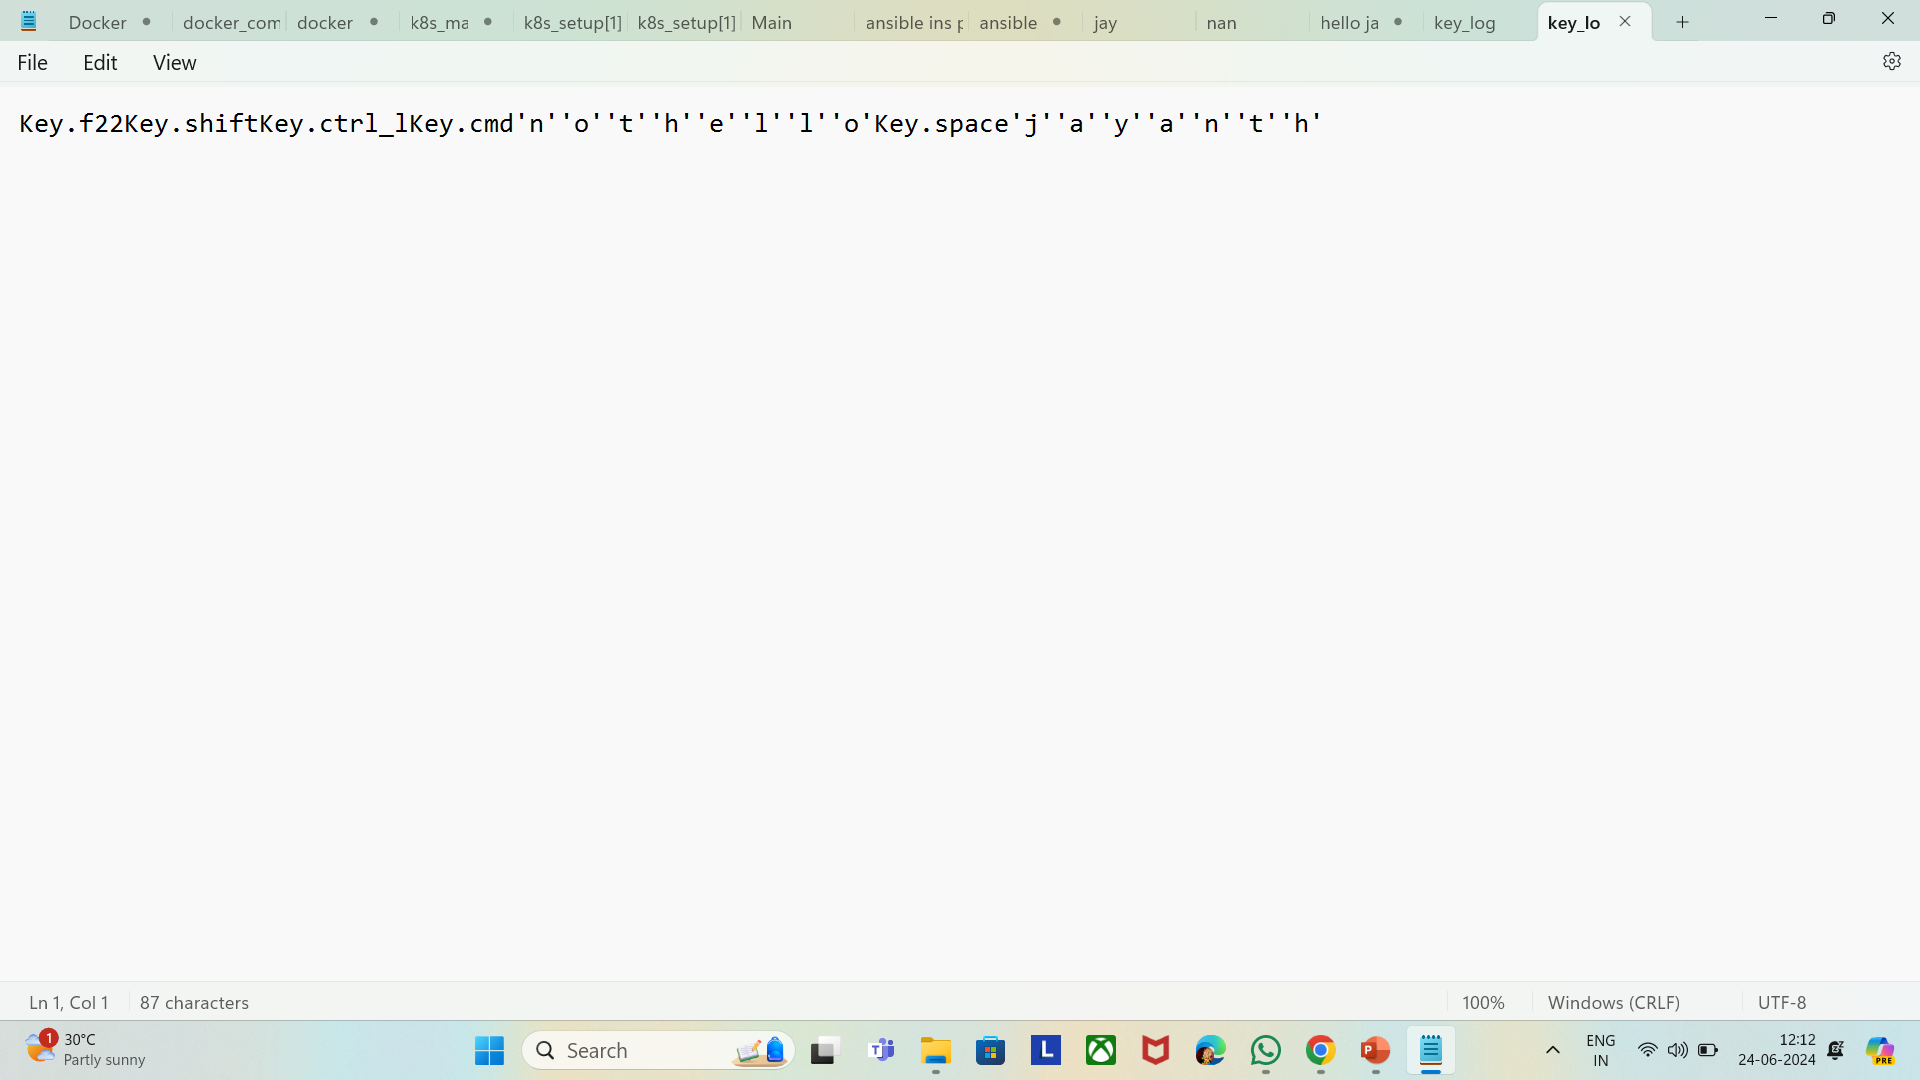 Docker
docker_com
docker
k8s_ma
k8s_setup[1]
k8s_setup[1]
Main
ansible ins p
ansible
jay
nan
hello ja
key_log
key_lo
File Edit View
Key.f22Key.shiftKey.ctrl_lKey.cmd'n''o''t''h''e''l''l''o'Key.space'j''a''y''a''n''t''h'
Ln 1, Col 1
87 characters
100%
Windows (CRLF)
UTF-8
1
30°C
Partly sunny
Search
T
L
P
ENG
IN
12:12
24-06-2024
PRE